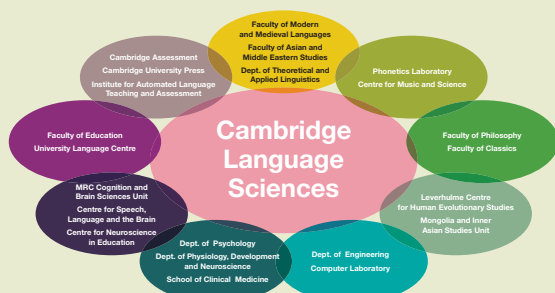 Faculty of Modern
and Medieval Languages
Faculty of Asian and
Middle Eastern Studies
Dept. of Theoretical and
Applied Linguistics
Cambridge Assessment
Cambridge University Press
Institute for Automated Language
Teaching and Assessment
Phonetics Laboratory
Centre for Music and Science
Faculty of Education
University Language Centre
Cambridge
Language
Sciences
Faculty of Philosophy
Faculty of Classics
MRC Cognition and
Brain Sciences Unit
Centre for Speech,
Language and the Brain
Centre for Neuroscience
in Education
Leverhulme Centre
for Human Evolutionary Studies
Mongolia and Inner
Asian Studies Unit
Dept. of Psychology
Dept. of Physiology, Development
and Neuroscience
School of Clinical Medicine
Dept. of Engineering
Computer Laboratory